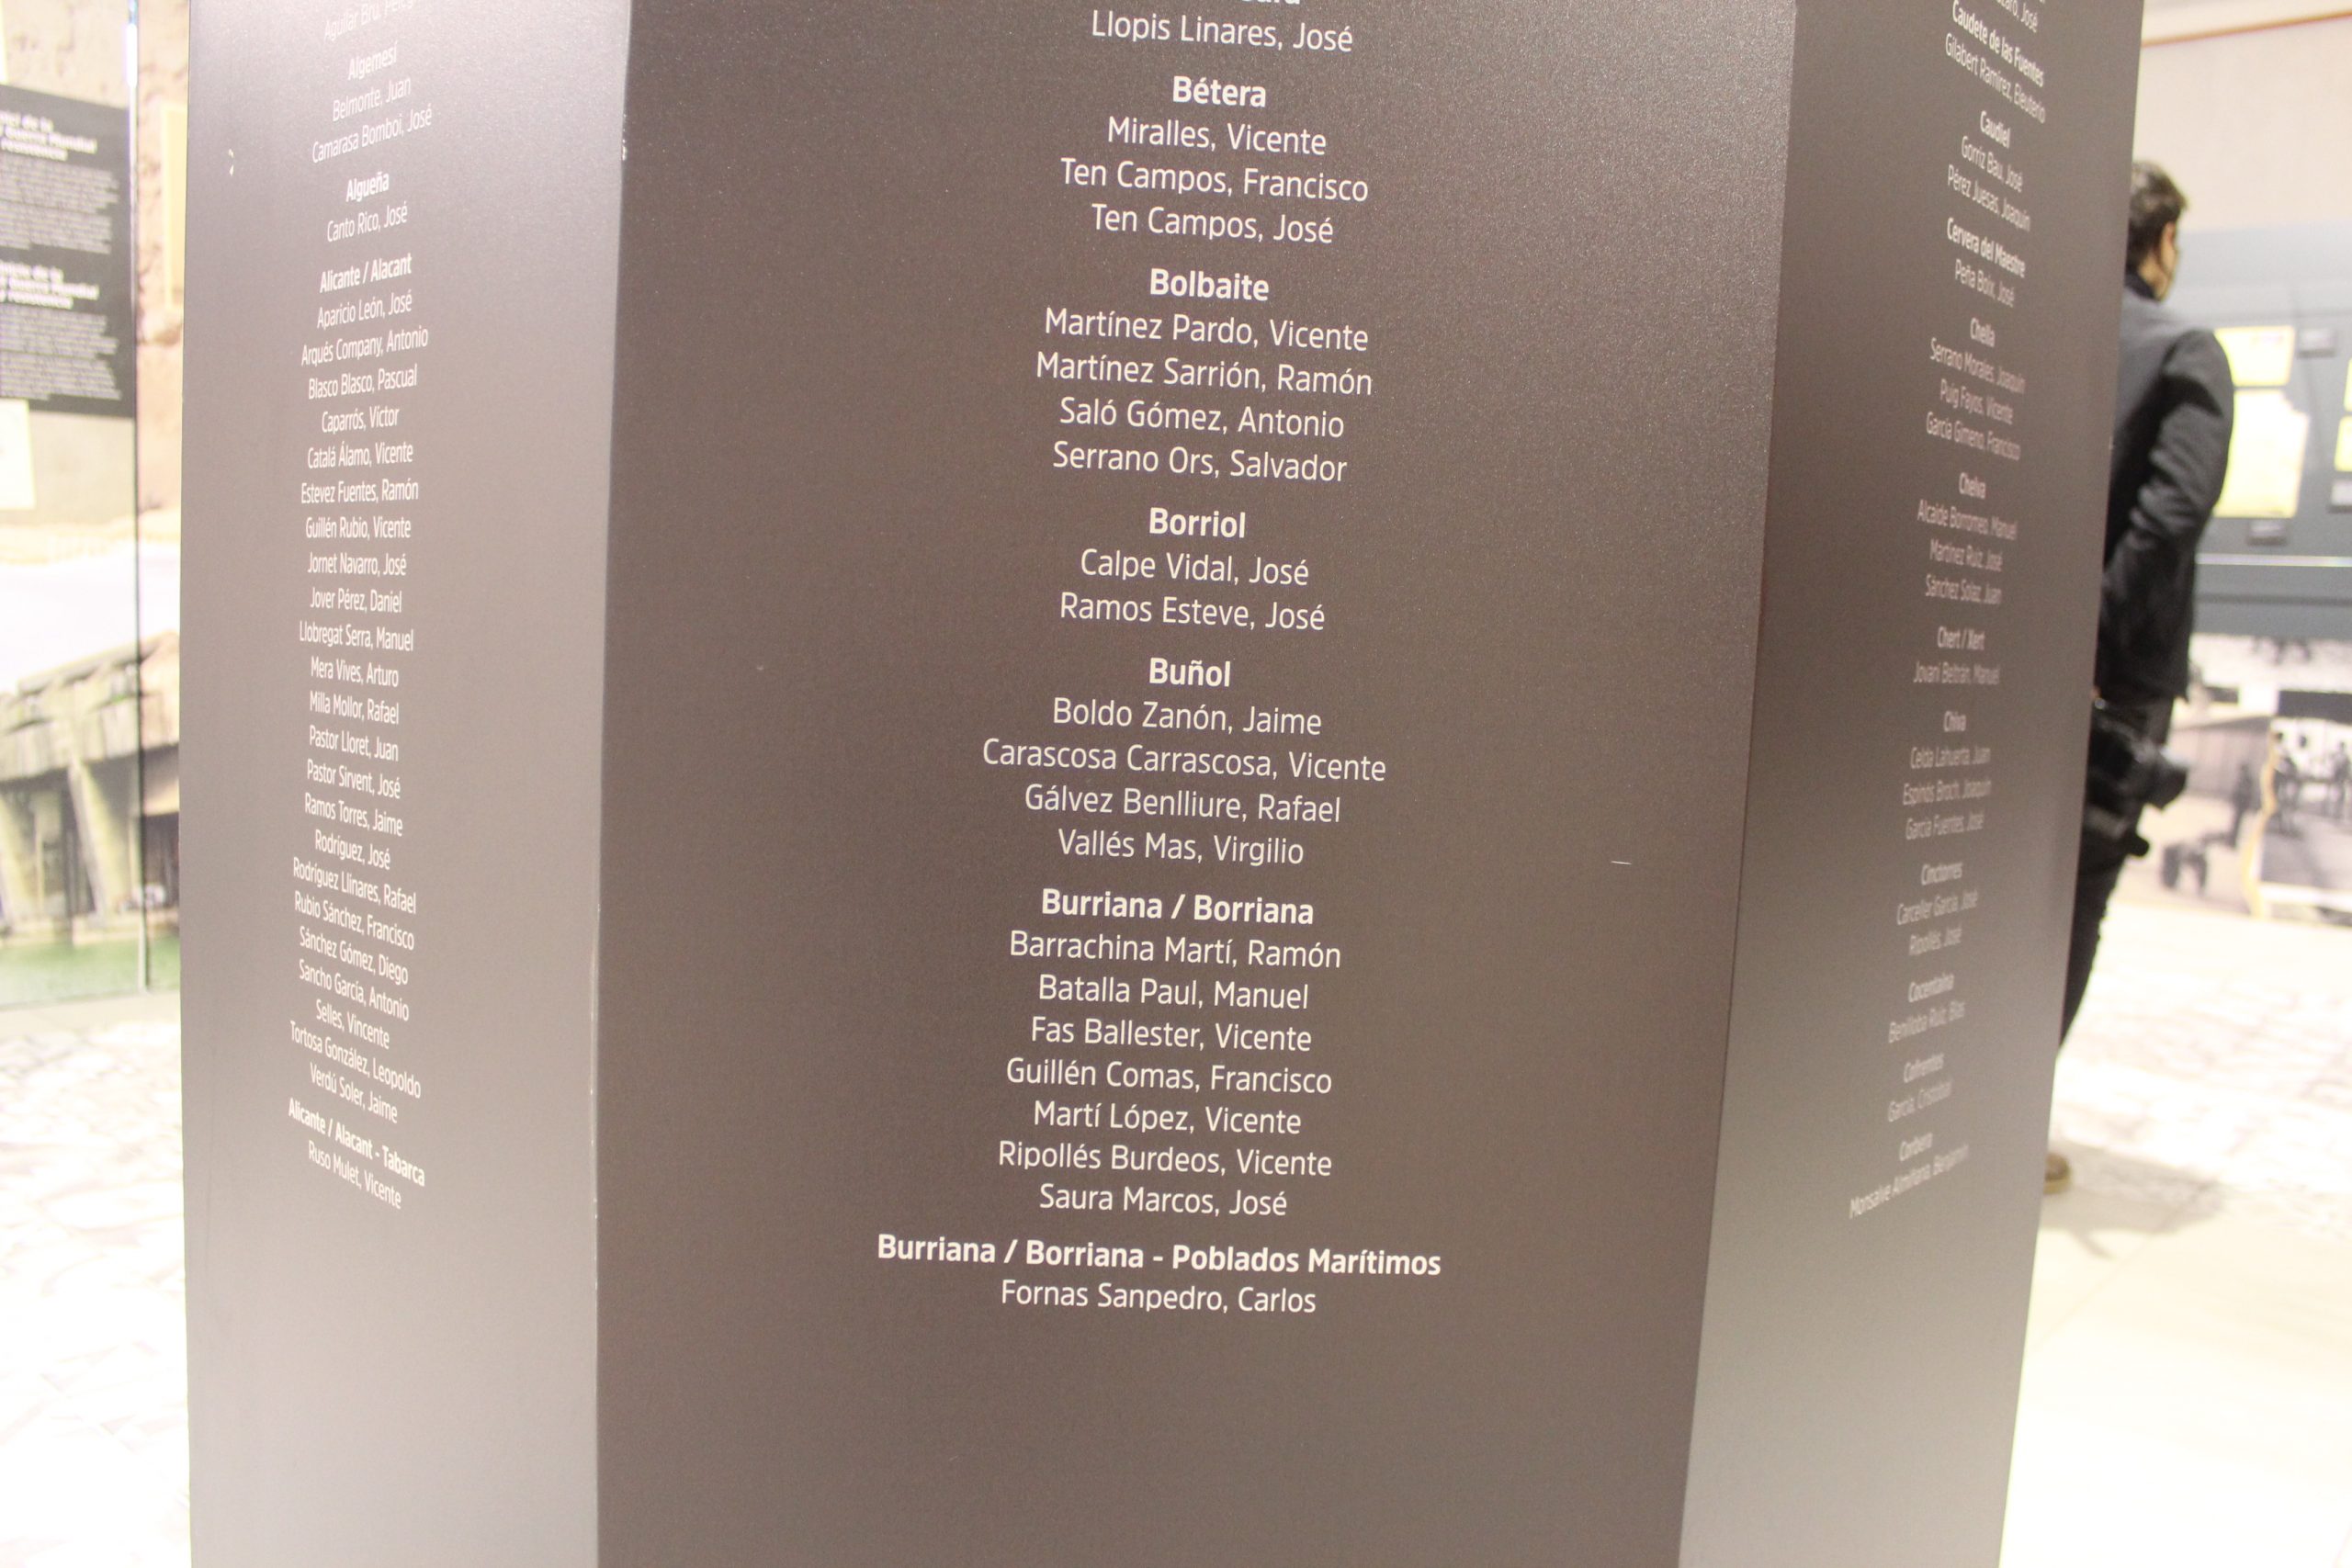 Algemesí
Belmonte, Juan
Camarasa Bomboi, José
Algueña
Canto Rico, José
Alicante / Alacant
Aparicio León, José
Arqués Company, Antonio
Blasco Blasco, Pascual
Caparrós, Víctor
Catalá Álamo, Vicente
Estevez Fuentes, Ramón
Guillén Rubio, Vicente
Jornet Navarro, José
Jover Pérez, Daniel
Llobregat Serra, Manuel
Mera Vives, Arturo
Milla Mollor, Rafael
Pastor Lloret, Juan
Pastor Sirvent, José
Ramos Torres, Jaime
Rodríguez, José
Rodríguez Llinares, Rafael
Rubio Sánchez, Francisco
Sánchez Gómez, Diego
Sancho García, Antonio
Selles, Vincente
Tortosa González, Leopoldo
Verdú Soler, Jaime
Alicante / Alacant - Tabarca
Ruso Mulet, Vicente
Llopis Linares, José
Bétera
Miralles, Vicente
Ten Campos, Francisco
Ten Campos, José
Bolbaite
Martínez Pardo, Vicente
Martínez Sarrión, Ramón
Saló Gómez, Antonio
Serrano Ors, Salvador
Borriol
Calpe Vidal, José
Ramos Esteve, José
Buñol
Boldo Zanón, Jaime
Carascosa Carrascosa, Vicente
Gálvez Benlliure, Rafael
Vallés Mas, Virgilio
Burriana / Borriana
Barrachina Martí, Ramón
Batalla Paul, Manuel
Fas Ballester, Vicente
Guillén Comas, Francisco
Martí López, Vicente
Ripollés Burdeos, Vicente
Saura Marcos, José
Burriana / Borriana - Poblados Marítimos
Fornas Sanpedro, Carlos
José
Caudete de las Fuentes
Gilabert Ramírez, Eleuterio
Caudiel
Gorriz Bau, José
Pérez Juesas, Joaquín
Cervera del Maestre
Peña Boix, José
Chella
Serrano Morales, Joaquín
Puig Fayos, Vicente
García Gimeno, Francisco
Chelva
Alcaide Borromeo, Manuel
Martínez Ruiz, José
Sánchez Solaz, Juan
Chert / Xert
Jovani Beltrán, Manuel
Chiva
Celda Lahuerta, Juan
Espinós Broch, Joaquín
García Fuentes, José
Cinctorres
Carceller García, José
Ripollés, José
Cocentaina
Benilloba Ruiz, Blas
Cofrentes
García, Cristóbal
Corbera
Monsalve Almiñana, Benjamín